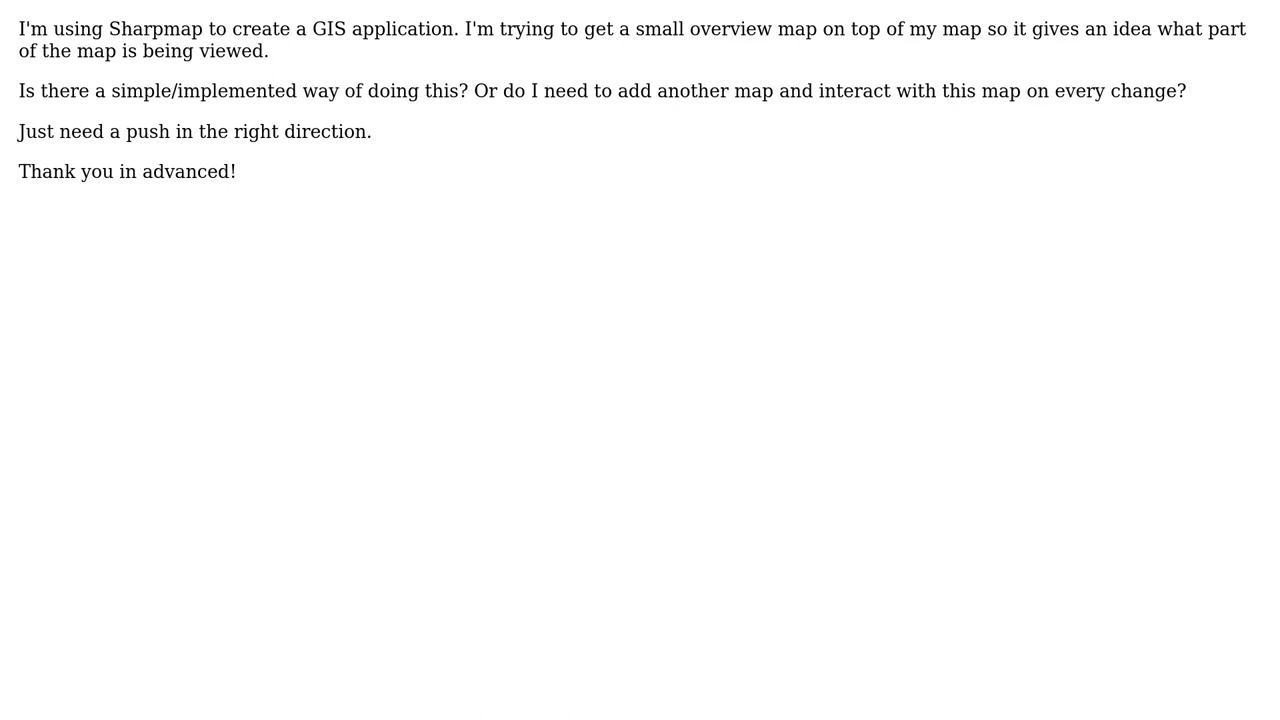 I'm using Sharpmap to create a GIS application. I'm trying to get a small overview map on top of my map so it gives an idea what part
of the map is being viewed.
Is there a simple/implemented way of doing this? Or do I need to add another map and interact with this map on every change?
Just need a push in the right direction.
Thank you in advanced!